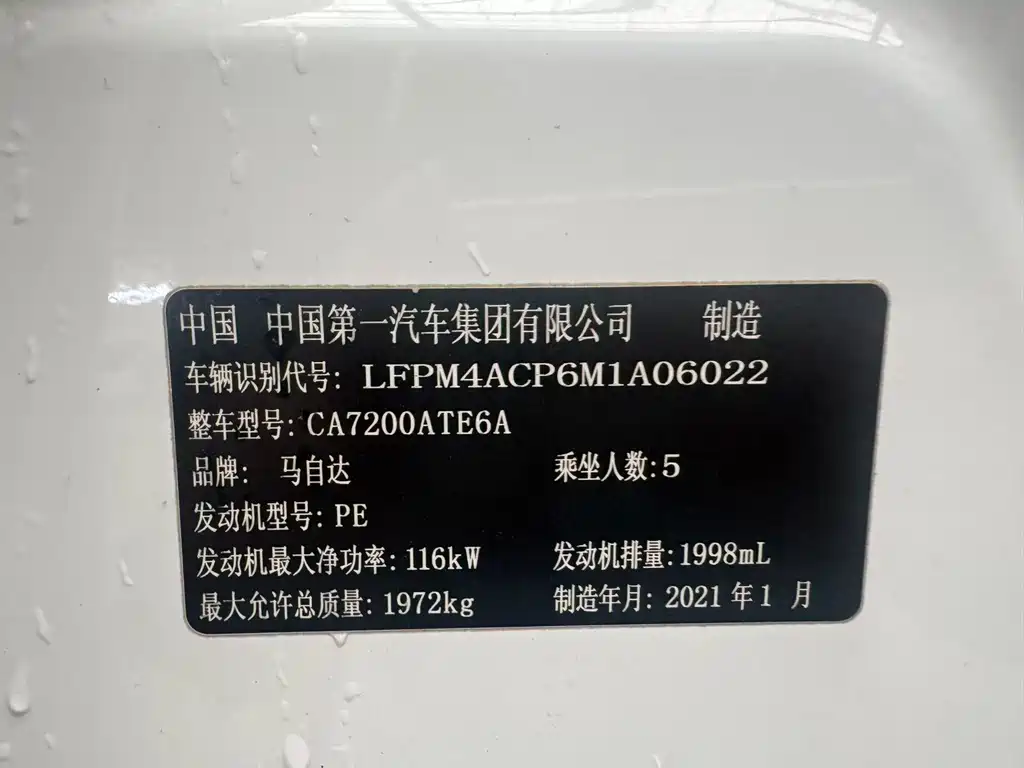 中国 中国第一汽车集团有限公司 制造
车辆识别代号: LFPM4ACP6M1A06022
整车型号: CA7200ATE6A
品牌: 马自达 乘坐人数: 5
发动机型号: PE
发动机最大净功率: 116kW 发动机排量: 1998mL
最大允许总质量: 1972kg 制造年月: 2021 年 1 月